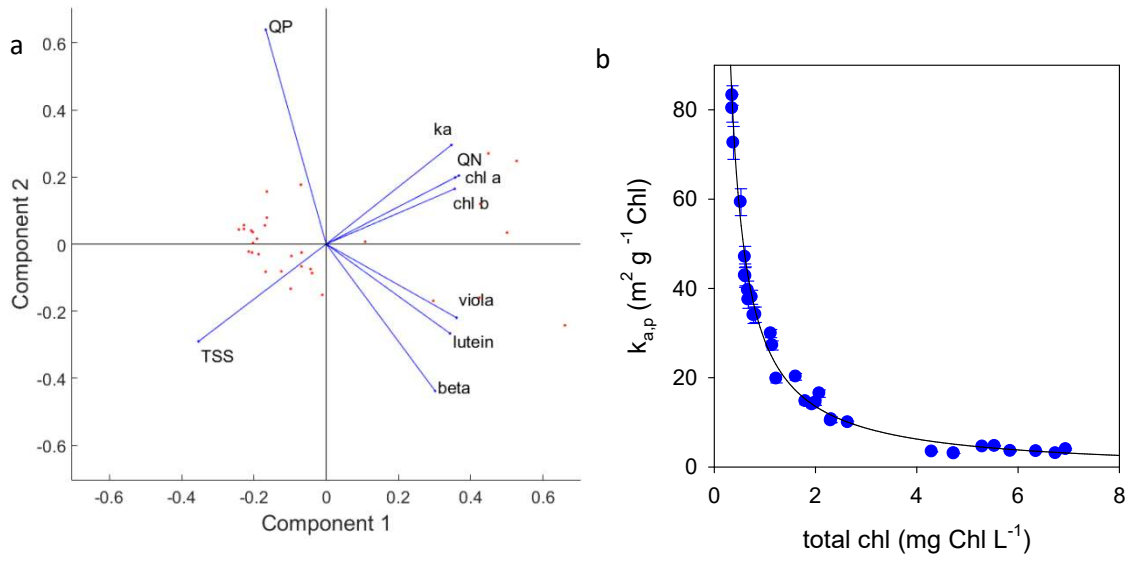 a
QP
ka
QN
chl a
chl b
viola
lutein
beta
TSS
0.6
0.4
0.2
0
-0.2
-0.4
-0.6
-0.6
-0.4
-0.2
0
0.2
0.4
0.6
Component 2
Component 1
b
80
60
40
20
0
0
2
4
6
8
k_a,p (m² g⁻¹ Chl)
total chl (mg Chl L⁻¹)